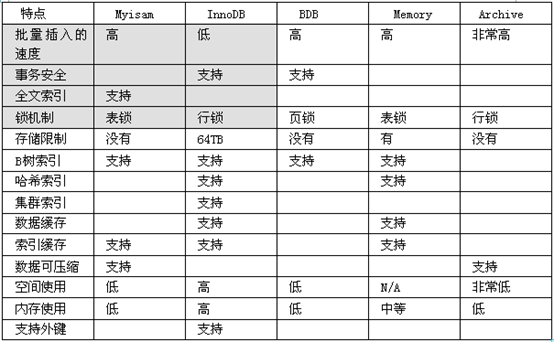 特点 Myisam InnoDB BDB Memory Archive
批量插入的 高 低 高 高 非常高
速度
事务安全 支持 支持
全文索引 支持
锁机制 表锁 行锁 页锁 表锁 行锁
存储限制 没有 64TB 没有 有 没有
B树索引 支持 支持 支持 支持
哈希索引 支持 支持
集群索引 支持
数据缓存 支持 支持
索引缓存 支持 支持 支持
数据可压缩 支持 支持
空间使用 低 高 低 N/A 非常低
内存使用 低 高 低 中等 低
支持外键 支持